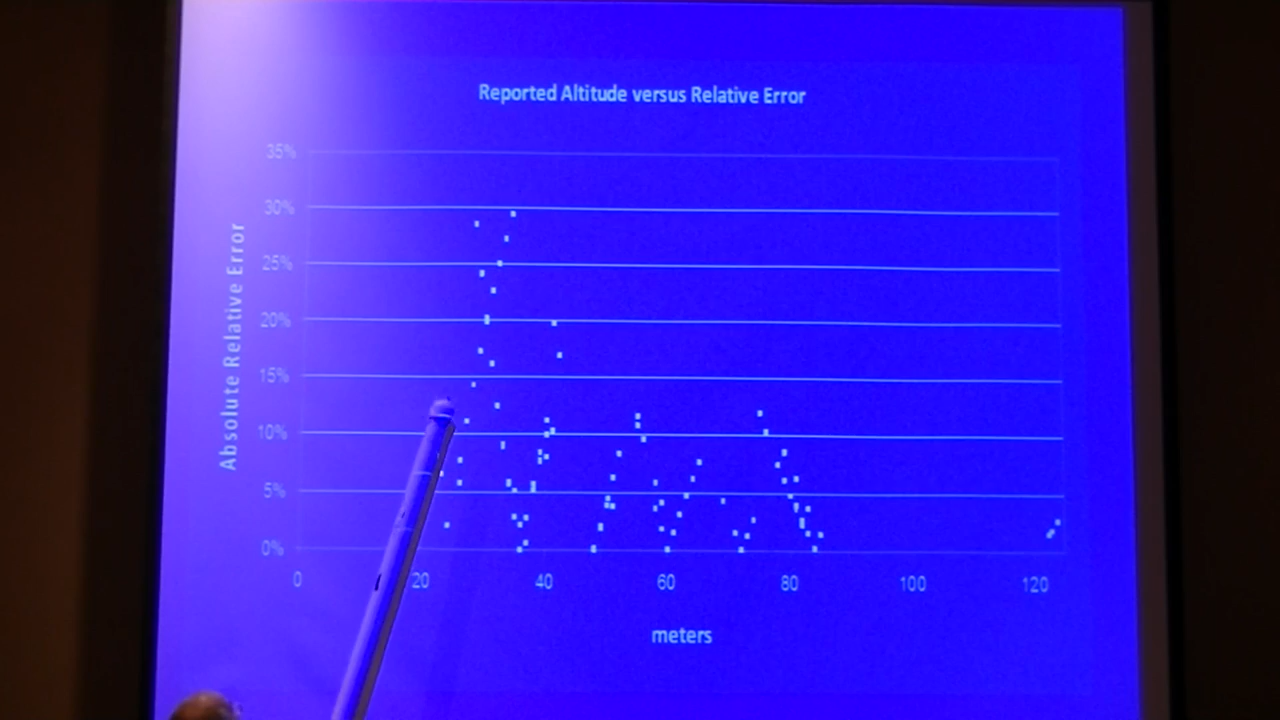 Reported Altitude versus Relative Error
35%
30%
25%
20%
15%
10%
5%
0%
Absolute Relative Error
0 20 40 60 80 100 120
meters